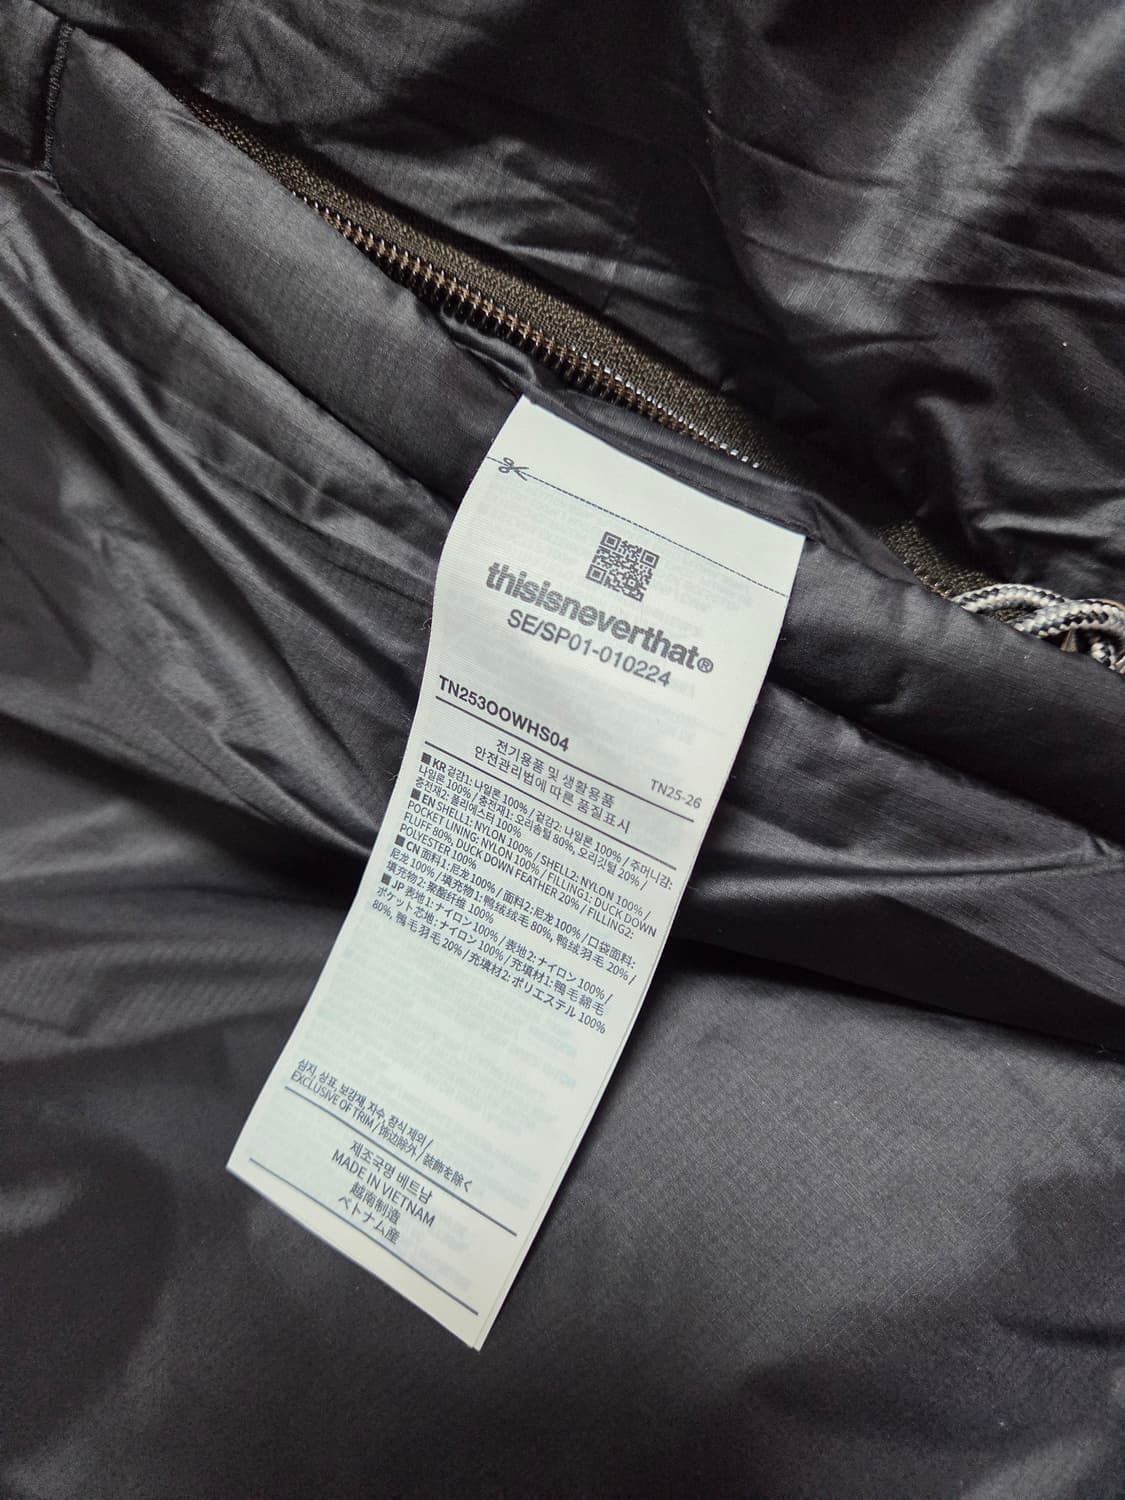 thisisneverthat®
SE/SP01-010224
TN253OOWHS04
TN25-26
전기용품 및 생활용품
안전관리법에 따른 품질표시
■ KR 겉감1: 나일론 100% / 겉감2: 나일론 100% / 주머니감:
나일론 100% / 충전재1: 오리솜털 80%, 오리깃털 20% /
충전재2: 폴리에스터 100%
■ EN SHELL1: NYLON 100% / SHELL2: NYLON 100% /
POCKET LINING: NYLON 100% / FILLING1: DUCK DOWN
FLUFF 80%, DUCK DOWN FEATHER 20% / FILLING2:
POLYESTER 100%
■ CN 面料1: 尼龙 100% / 面料2: 尼龙 100% / 口袋面料:
尼龙 100% / 填充物1: 鸭绒绒毛 80%, 鸭绒羽毛 20% /
填充物2: 聚酯纤维 100%
■ JP 表地1: ナイロン 100% / 表地2: ナイロン 100% /
ポケット芯地: ナイロン 100% / 充填材1: 鴨毛綿毛
80%, 鴨毛羽毛 20% / 充填材2: ポリエステル 100%
심지, 상표, 보강재, 자수, 장식 제외 /
EXCLUSIVE OF TRIM / 饰边除外 / 装飾を除く
제조국명 베트남
MADE IN VIETNAM
越南制造
ベトナム産